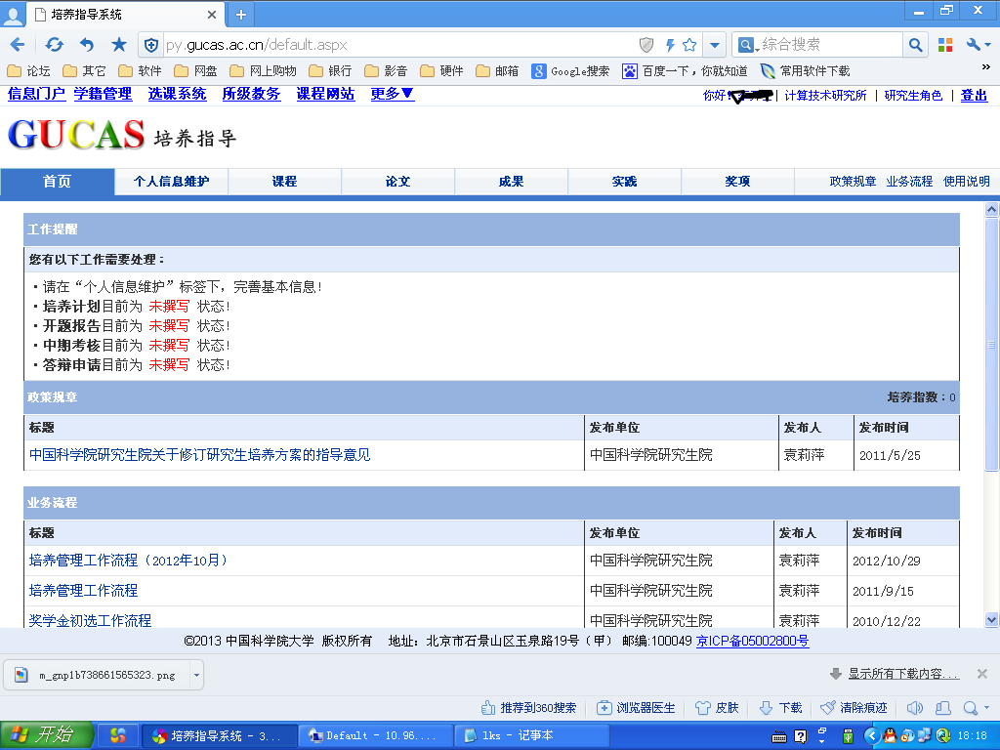 培养指导系统
py.gucas.ac.cn/default.aspx
综合搜索
论坛 其它 软件 网盘 网上购物 银行 影音 硬件 邮箱 Google搜索 百度一下，你就知道 常用软件下载 »
信息门户 学籍管理 选课系统 所级教务 课程网站 更多▼
你好! | 计算技术研究所 | 研究生角色 | 登出
GUCAS 培养指导
首页 个人信息维护 课程 论文 成果 实践 奖项 政策规章 业务流程 使用说明
工作提醒
您有以下工作需要处理：
·请在“个人信息维护”标签下，完善基本信息!
·培养计划目前为 未撰写 状态!
·开题报告目前为 未撰写 状态!
·中期考核目前为 未撰写 状态!
·答辩申请目前为 未撰写 状态!
政策规章 培养指数：0
标题 发布单位 发布人 发布时间
中国科学院研究生院关于修订研究生培养方案的指导意见 中国科学院研究生院 袁莉萍 2011/5/25
业务流程
标题 发布单位 发布人 发布时间
培养管理工作流程（2012年10月） 中国科学院研究生院 袁莉萍 2012/10/29
培养管理工作流程 中国科学院研究生院 袁莉萍 2011/9/15
奖学金初选工作流程 中国科学院研究生院 袁莉萍 2010/12/22
©2013 中国科学院大学 版权所有 地址：北京市石景山区玉泉路19号（甲） 邮编:100049 京ICP备05002800号
m_gnp1b738661565323.png 显示所有下载内容...
推荐到360搜索 浏览器医生 皮肤 下载 清除痕迹
开始 培养指导系统 - 3... Default - 10.96.... lks - 记事本 18:18